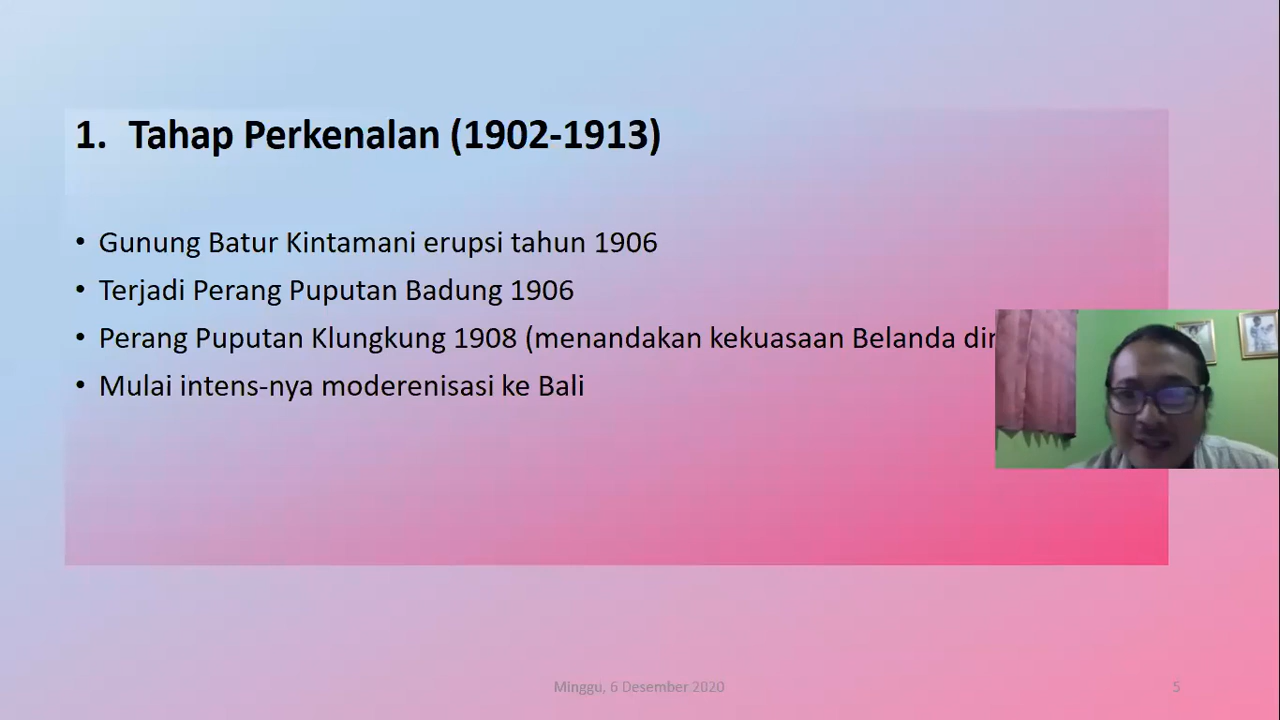 1. Tahap Perkenalan (1902-1913)
• Gunung Batur Kintamani erupsi tahun 1906
• Terjadi Perang Puputan Badung 1906
• Perang Puputan Klungkung 1908 (menandakan kekuasaan Belanda
• Mulai intens-nya moderenisasi ke Bali
Minggu, 6 Desember 2020
5